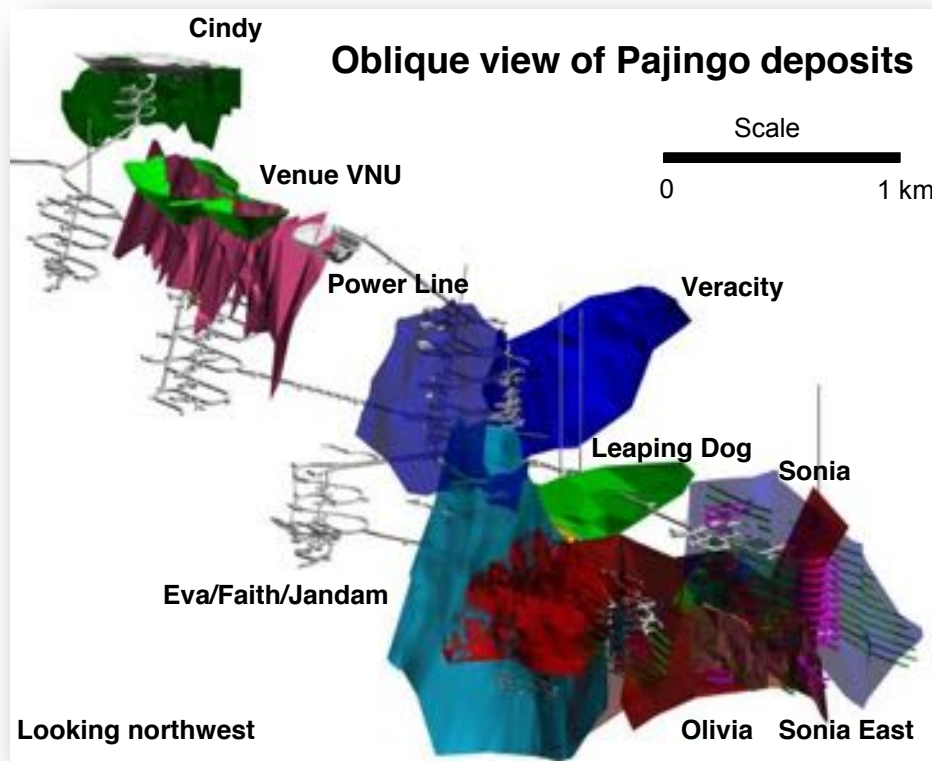 Cindy
Oblique view of Pajingo deposits
Scale
0 1 km
Venue VNU
Power Line
Veracity
Leaping Dog
Sonia
Eva/Faith/Jandam
Looking northwest
Olivia Sonia East